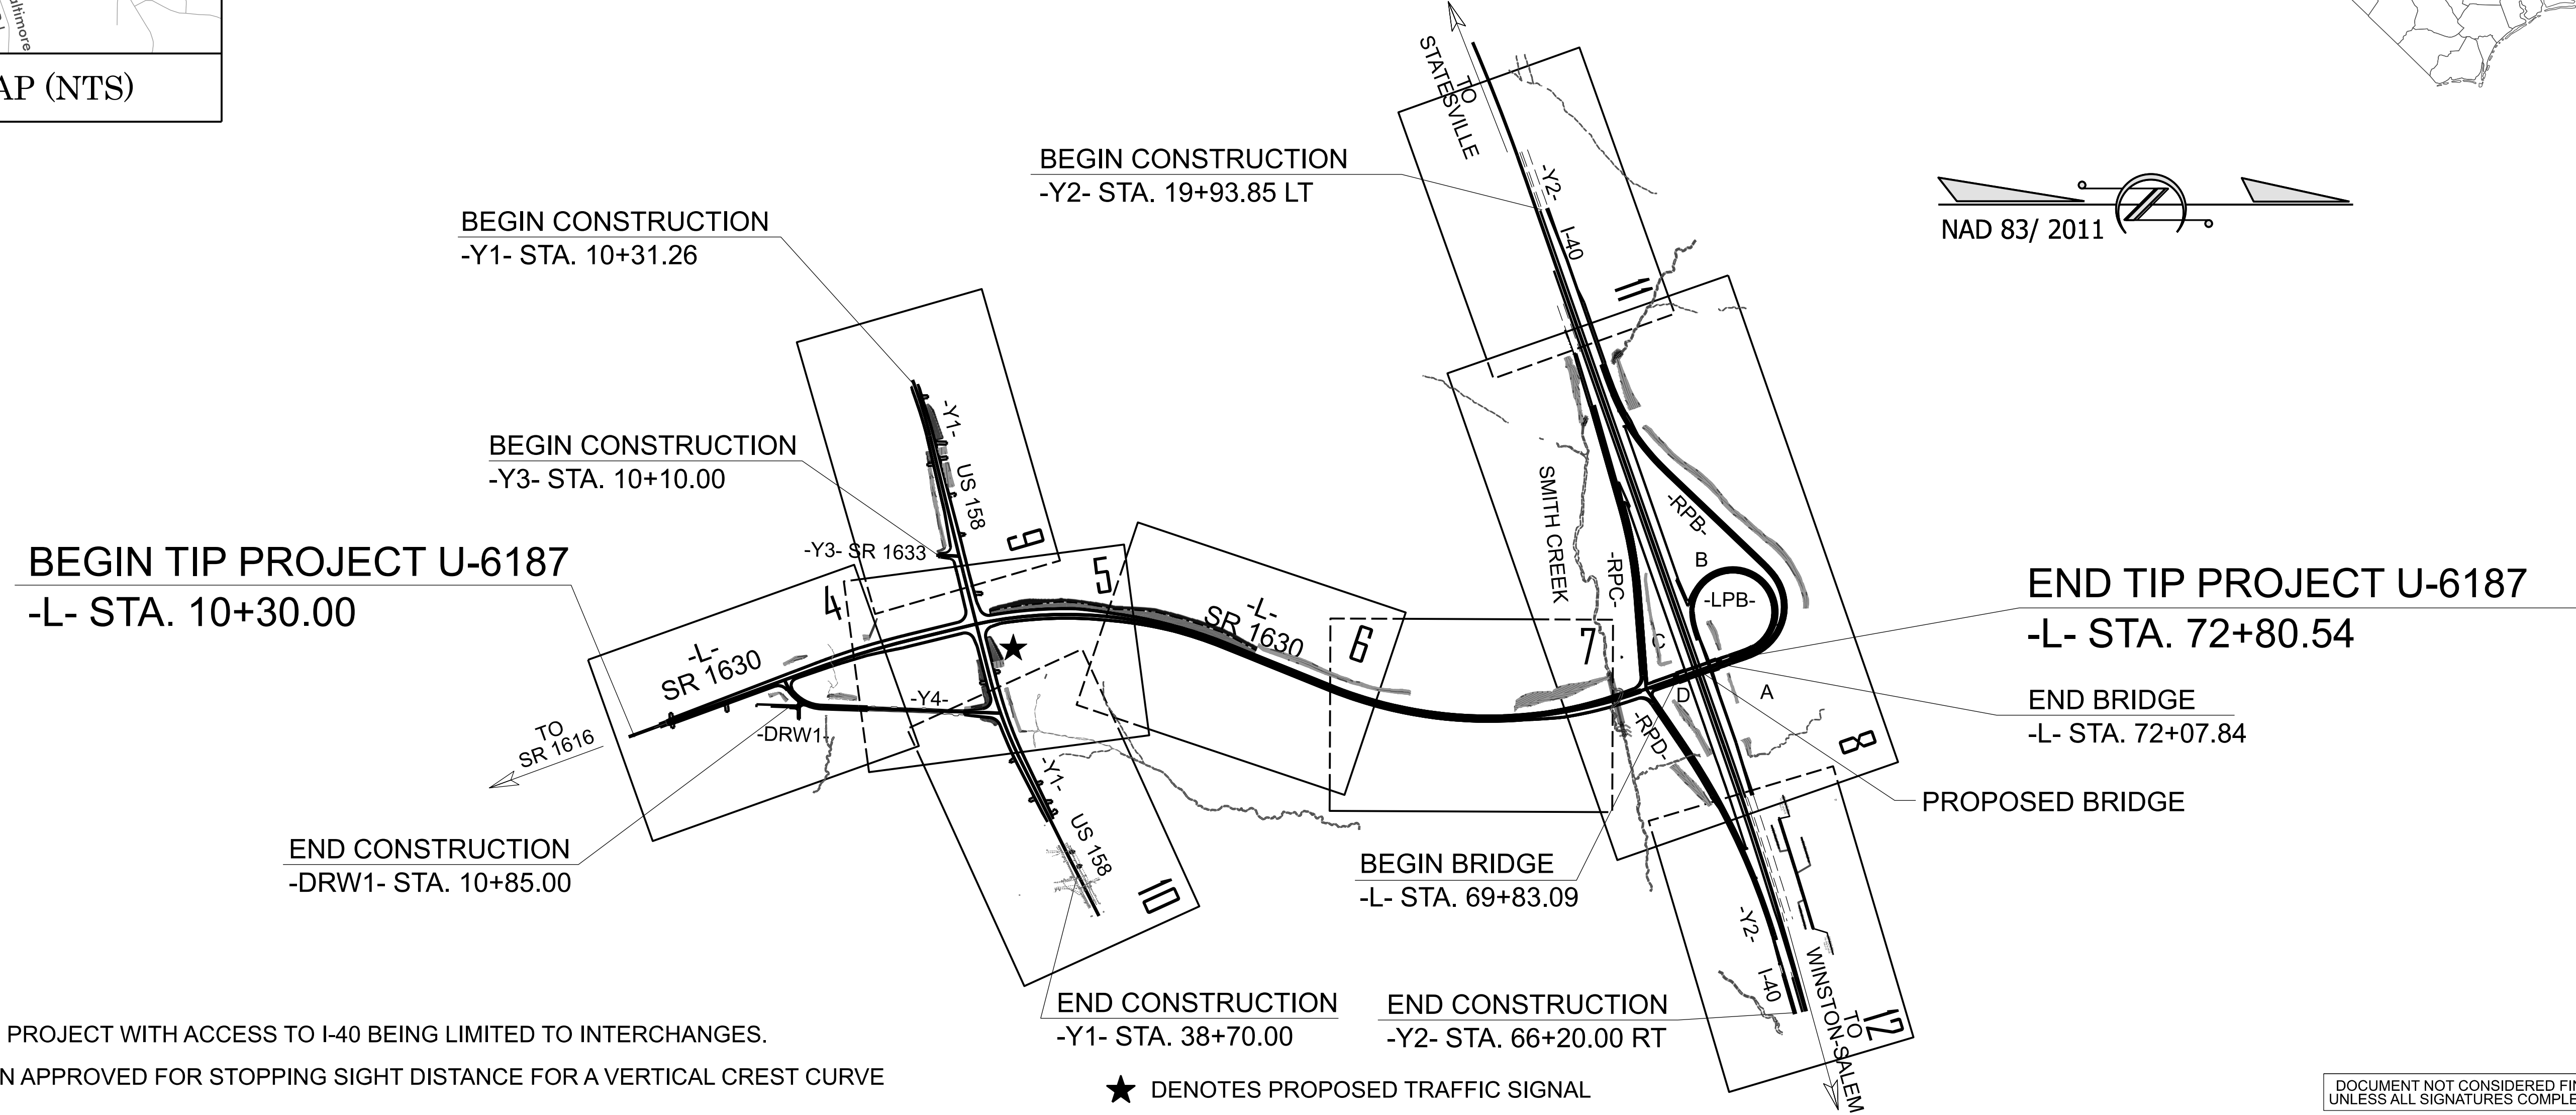 altimore
AP (NTS)
TO
STATESVILLE
BEGIN CONSTRUCTION
-Y2- STA. 19+93.85 LT
-Y2-
I-40
11
NAD 83/ 2011
BEGIN CONSTRUCTION
-Y1- STA. 10+31.26
-Y1-
US 158
9
BEGIN CONSTRUCTION
-Y3- STA. 10+10.00
-Y3- SR 1633
BEGIN TIP PROJECT U-6187
-L- STA. 10+30.00
4
5
-L-
SR 1630
-L-
SR 1630
6
7
SMITH CREEK
-RPC-
-RPB-
B
-LPB-
C
D
A
-RPD-
8
END TIP PROJECT U-6187
-L- STA. 72+80.54
END BRIDGE
-L- STA. 72+07.84
PROPOSED BRIDGE
-Y4-
-DRW1-
TO
SR 1616
END CONSTRUCTION
-DRW1- STA. 10+85.00
-Y1-
US 158
10
BEGIN BRIDGE
-L- STA. 69+83.09
-Y2-
I-40
TO
WINSTON-SALEM
12
END CONSTRUCTION
-Y1- STA. 38+70.00
END CONSTRUCTION
-Y2- STA. 66+20.00 RT
PROJECT WITH ACCESS TO I-40 BEING LIMITED TO INTERCHANGES.
N APPROVED FOR STOPPING SIGHT DISTANCE FOR A VERTICAL CREST CURVE
★ DENOTES PROPOSED TRAFFIC SIGNAL
DOCUMENT NOT CONSIDERED FI
UNLESS ALL SIGNATURES COMPL